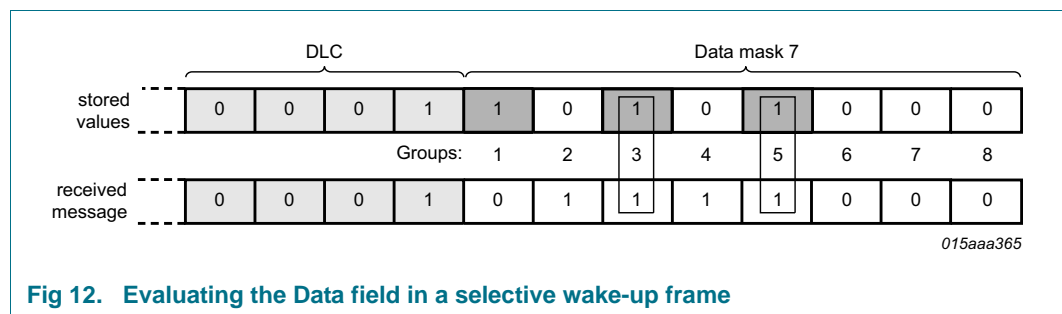 DLC Data mask 7
stored values 0 0 0 1 1 0 1 0 1 0 0 0
Groups: 1 2 3 4 5 6 7 8
received message 0 0 0 1 0 1 1 1 1 0 0 0
015aaa365
Fig 12. Evaluating the Data field in a selective wake-up frame